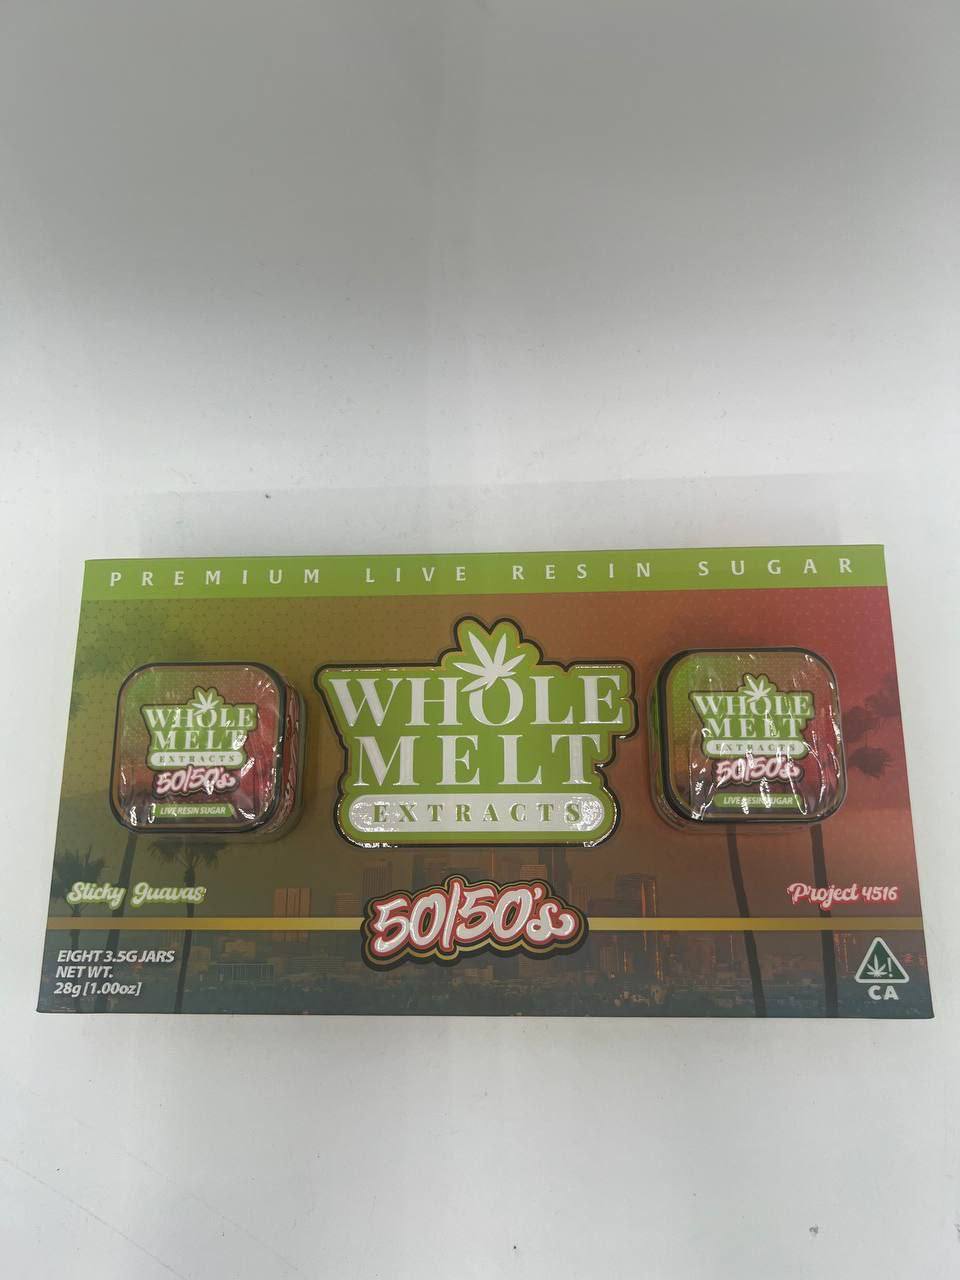 PREMIUM LIVE RESIN SUGAR
WHOLE
MELT
EXTRACTS
50/50's
LIVE RESIN SUGAR
WHOLE
MELT
EXTRACTS
WHOLE
MELT
EXTRACTS
50/50's
LIVE RESIN SUGAR
Sticky Guavas
50/50's
Project 4516
EIGHT 3.5G JARS
NET WT.
28g [1.00oz]
CA